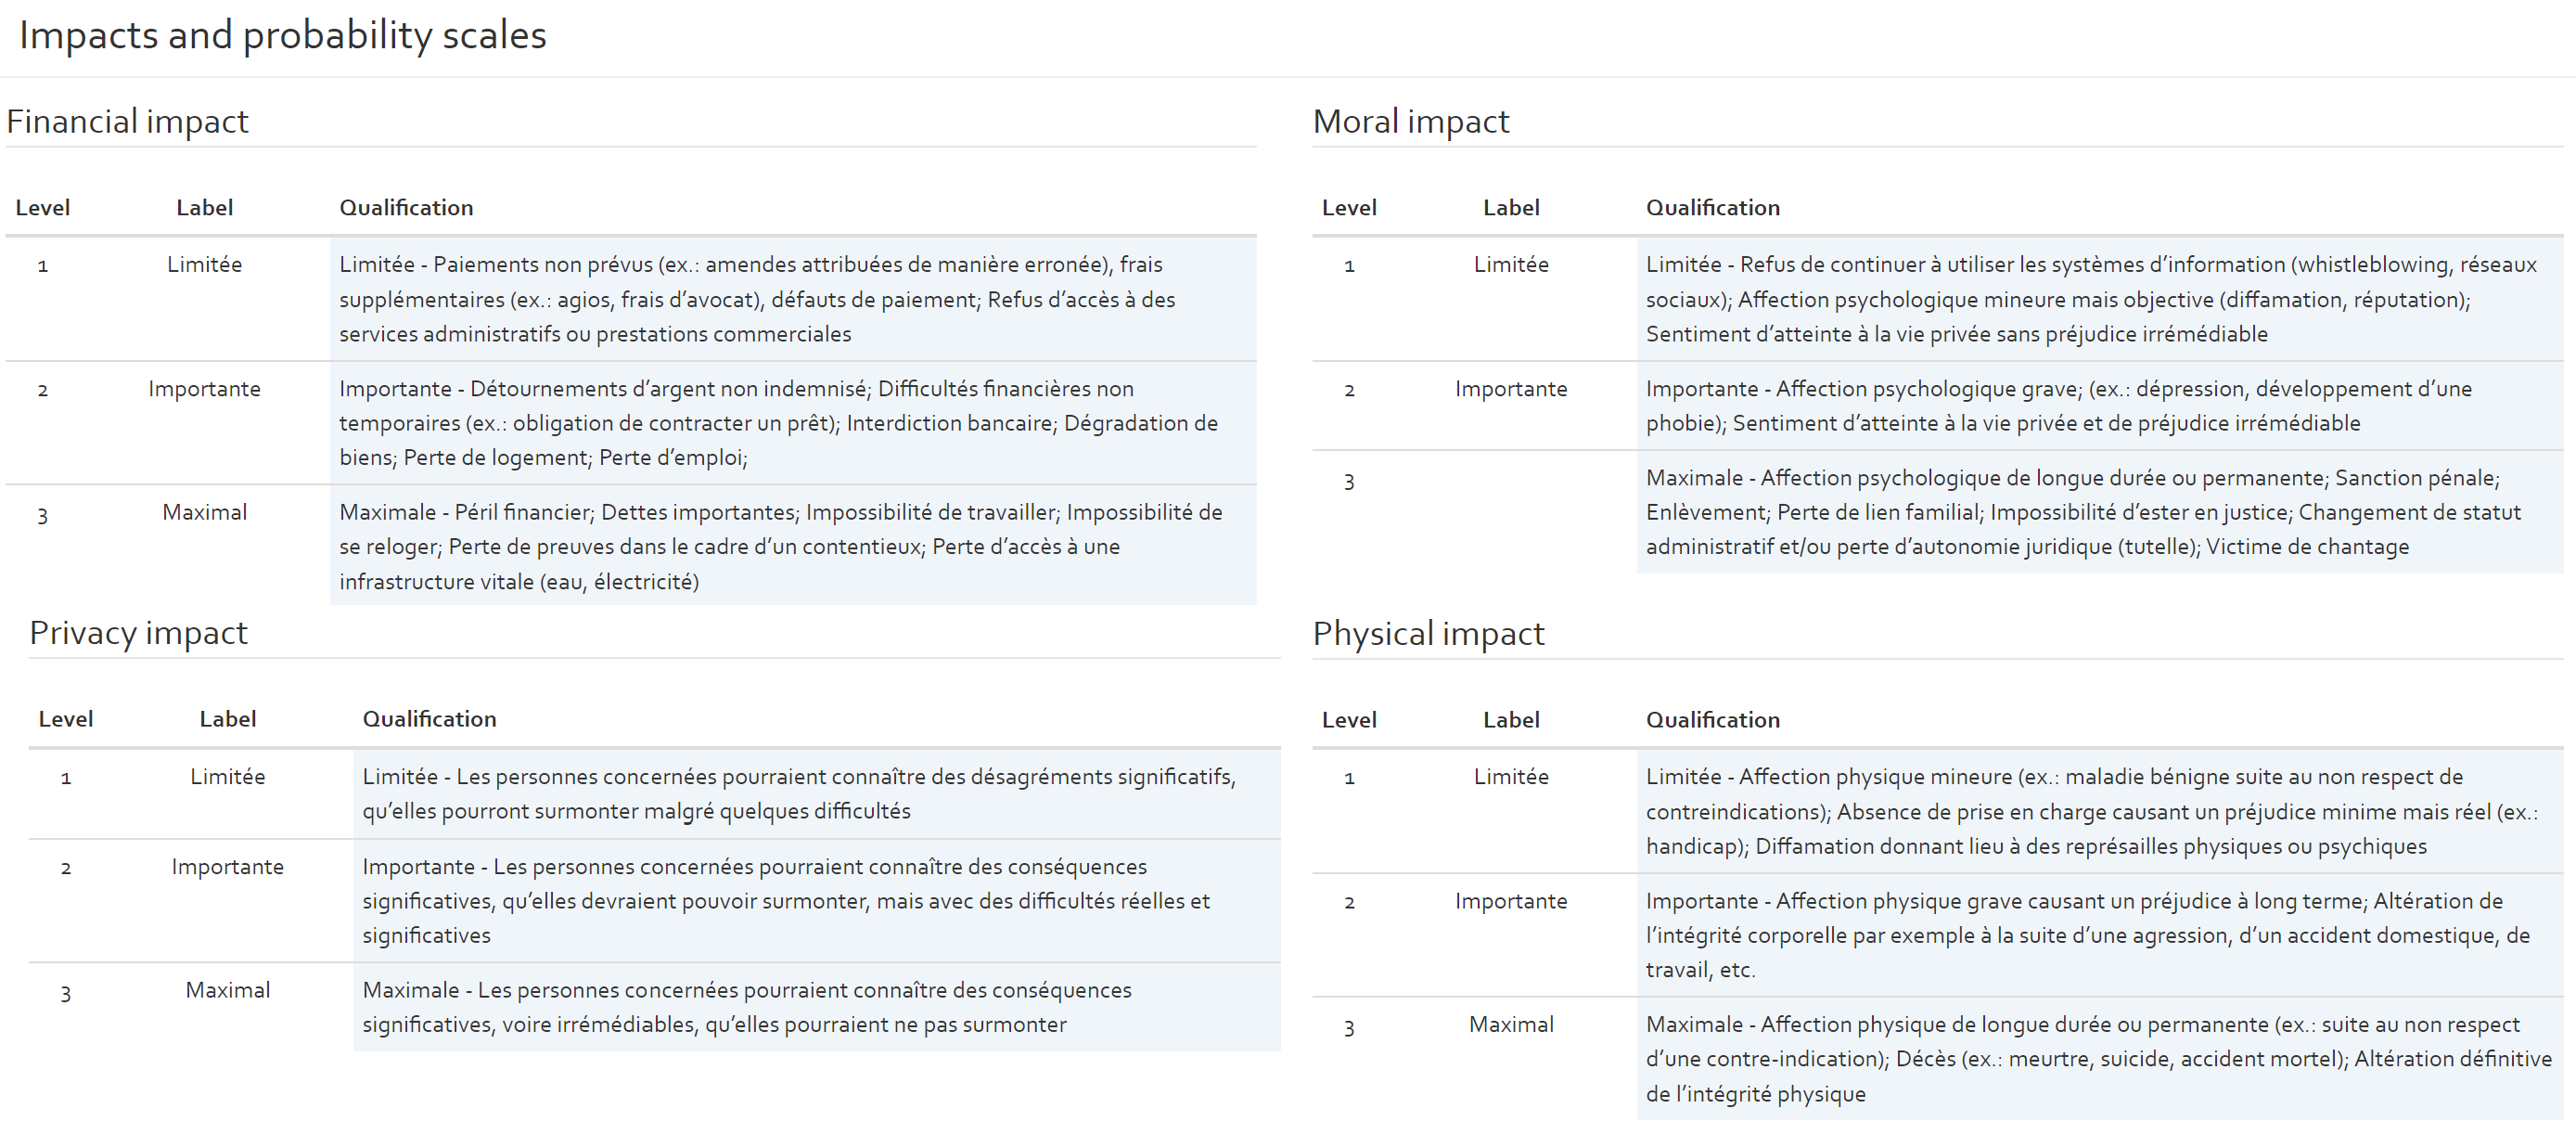 Impacts and probability scales
Financial impact
Level Label Qualification
1 Limitée Limitée - Paiements non prévus (ex.: amendes attribuées de manière erronée), frais
supplémentaires (ex.: agios, frais d’avocat), défauts de paiement; Refus d’accès à des
services administratifs ou prestations commerciales
2 Importante Importante - Détournements d’argent non indemnisé; Difficultés financières non
temporaires (ex.: obligation de contracter un prêt); Interdiction bancaire; Dégradation de
biens; Perte de logement; Perte d’emploi;
3 Maximal Maximale - Péril financier; Dettes importantes; Impossibilité de travailler; Impossibilité de
se reloger; Perte de preuves dans le cadre d’un contentieux; Perte d’accès à une
infrastructure vitale (eau, électricité)
Moral impact
Level Label Qualification
1 Limitée Limitée - Refus de continuer à utiliser les systèmes d’information (whistleblowing, réseaux
sociaux); Affection psychologique mineure mais objective (diffamation, réputation);
Sentiment d’atteinte à la vie privée sans préjudice irrémédiable
2 Importante Importante - Affection psychologique grave; (ex.: dépression, développement d’une
phobie); Sentiment d’atteinte à la vie privée et de préjudice irrémédiable
3 Maximale - Affection psychologique de longue durée ou permanente; Sanction pénale;
Enlèvement; Perte de lien familial; Impossibilité d’ester en justice; Changement de statut
administratif et/ou perte d’autonomie juridique (tutelle); Victime de chantage
Privacy impact
Level Label Qualification
1 Limitée Limitée - Les personnes concernées pourraient connaître des désagréments significatifs,
qu’elles pourront surmonter malgré quelques difficultés
2 Importante Importante - Les personnes concernées pourraient connaître des conséquences
significatives, qu’elles devraient pouvoir surmonter, mais avec des difficultés réelles et
significatives
3 Maximal Maximale - Les personnes concernées pourraient connaître des conséquences
significatives, voire irrémédiables, qu’elles pourraient ne pas surmonter
Physical impact
Level Label Qualification
1 Limitée Limitée - Affection physique mineure (ex.: maladie bénigne suite au non respect de
contreindications); Absence de prise en charge causant un préjudice minime mais réel (ex.:
handicap); Diffamation donnant lieu à des représailles physiques ou psychiques
2 Importante Importante - Affection physique grave causant un préjudice à long terme; Altération de
l’intégrité corporelle par exemple à la suite d’une agression, d’un accident domestique, de
travail, etc.
3 Maximal Maximale - Affection physique de longue durée ou permanente (ex.: suite au non respect
d’une contre-indication); Décès (ex.: meurtre, suicide, accident mortel); Altération définitive
de l’intégrité physique